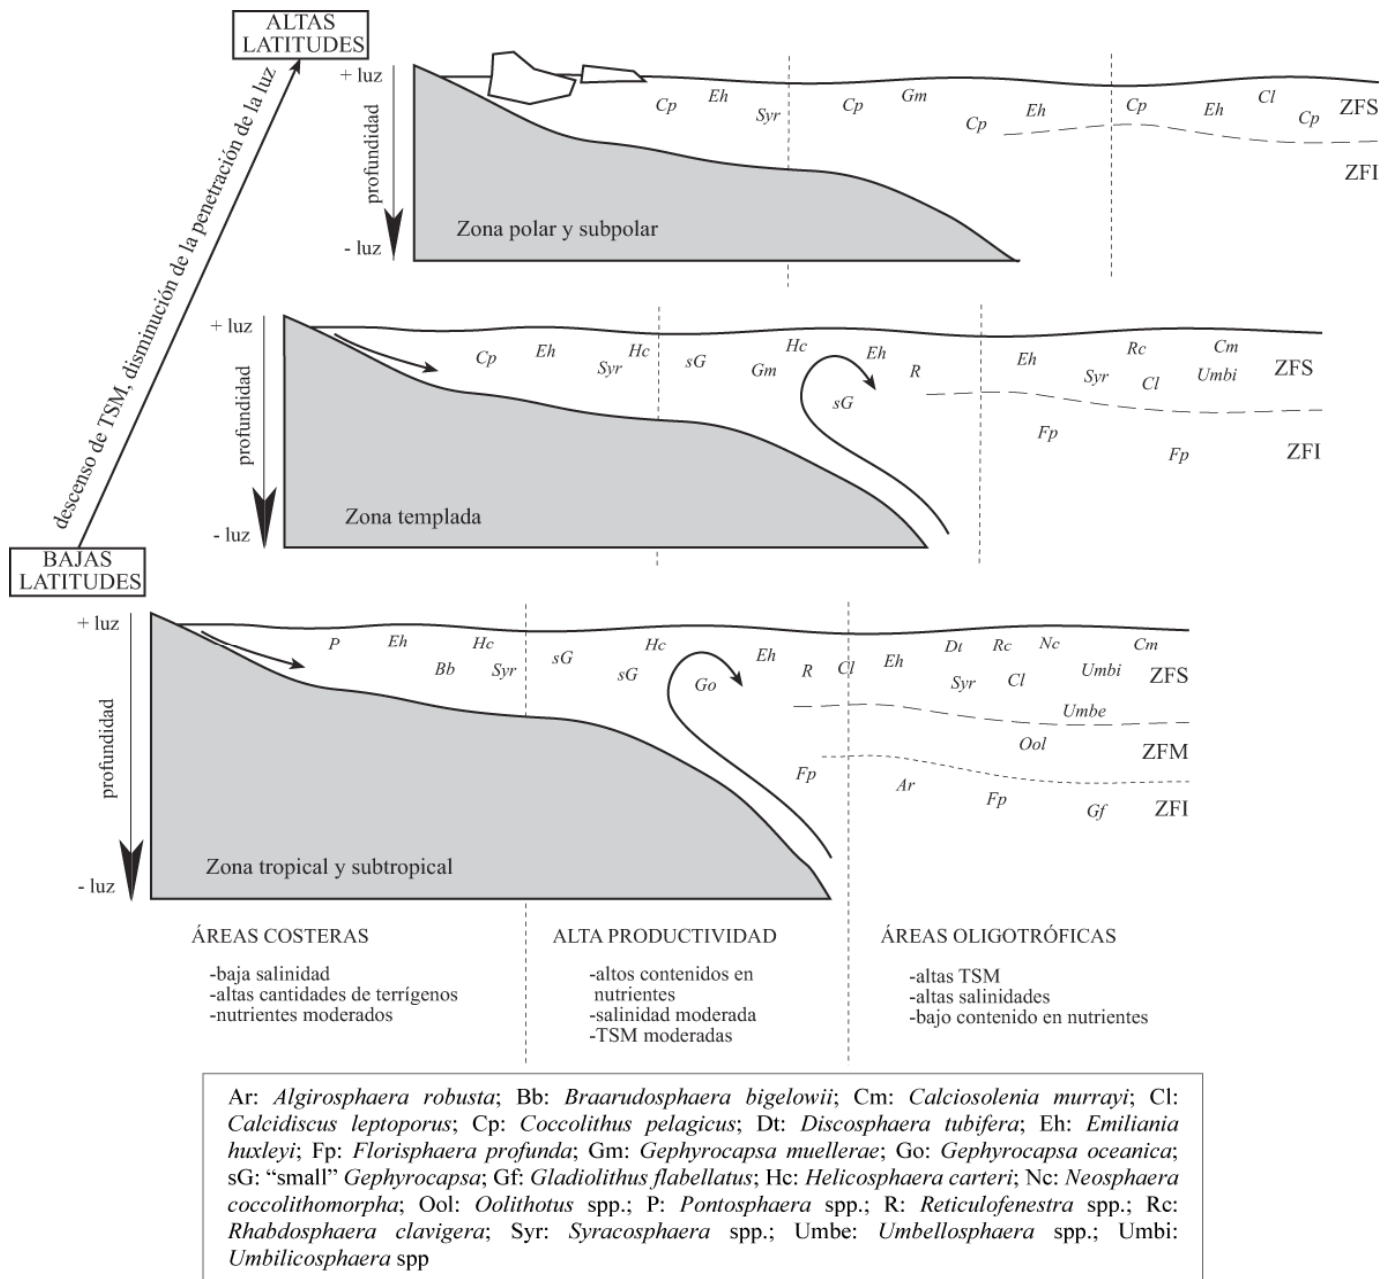 ALTAS
LATITUDES
descenso de TSM, disminución de la penetración de la luz
BAJAS
LATITUDES
+ luz
profundidad
- luz
Cp Eh Syr Cp Gm Cp Eh Cp Eh Cl Cp
ZFS
ZFI
Zona polar y subpolar
+ luz
profundidad
- luz
Cp Eh Syr Hc sG Gm Hc sG Eh R Eh Syr Rc Cl Cm Umbi
ZFS
Fp Fp
ZFI
Zona templada
+ luz
profundidad
- luz
P Eh Bb Hc Syr sG sG Hc Go Eh R Cl Eh Dt Syr Rc Cl Nc Umbi Cm
ZFS
Umbe
Ool
ZFM
Fp Ar Fp Gf
ZFI
Zona tropical y subtropical
ÁREAS COSTERAS
-baja salinidad
-altas cantidades de terrígenos
-nutrientes moderados
ALTA PRODUCTIVIDAD
-altos contenidos en
nutrientes
-salinidad moderada
-TSM moderadas
ÁREAS OLIGOTRÓFICAS
-altas TSM
-altas salinidades
-bajo contenido en nutrientes
Ar: Algirosphaera robusta; Bb: Braarudosphaera bigelowii; Cm: Calciosolenia murrayi; Cl:
Calcidiscus leptoporus; Cp: Coccolithus pelagicus; Dt: Discosphaera tubifera; Eh: Emiliania
huxleyi; Fp: Florisphaera profunda; Gm: Gephyrocapsa muellerae; Go: Gephyrocapsa oceanica;
sG: “small” Gephyrocapsa; Gf: Gladiolithus flabellatus; Hc: Helicosphaera carteri; Nc: Neosphaera
coccolithomorpha; Ool: Oolithotus spp.; P: Pontosphaera spp.; R: Reticulofenestra spp.; Rc:
Rhabdosphaera clavigera; Syr: Syracosphaera spp.; Umbe: Umbellosphaera spp.; Umbi:
Umbilicosphaera spp